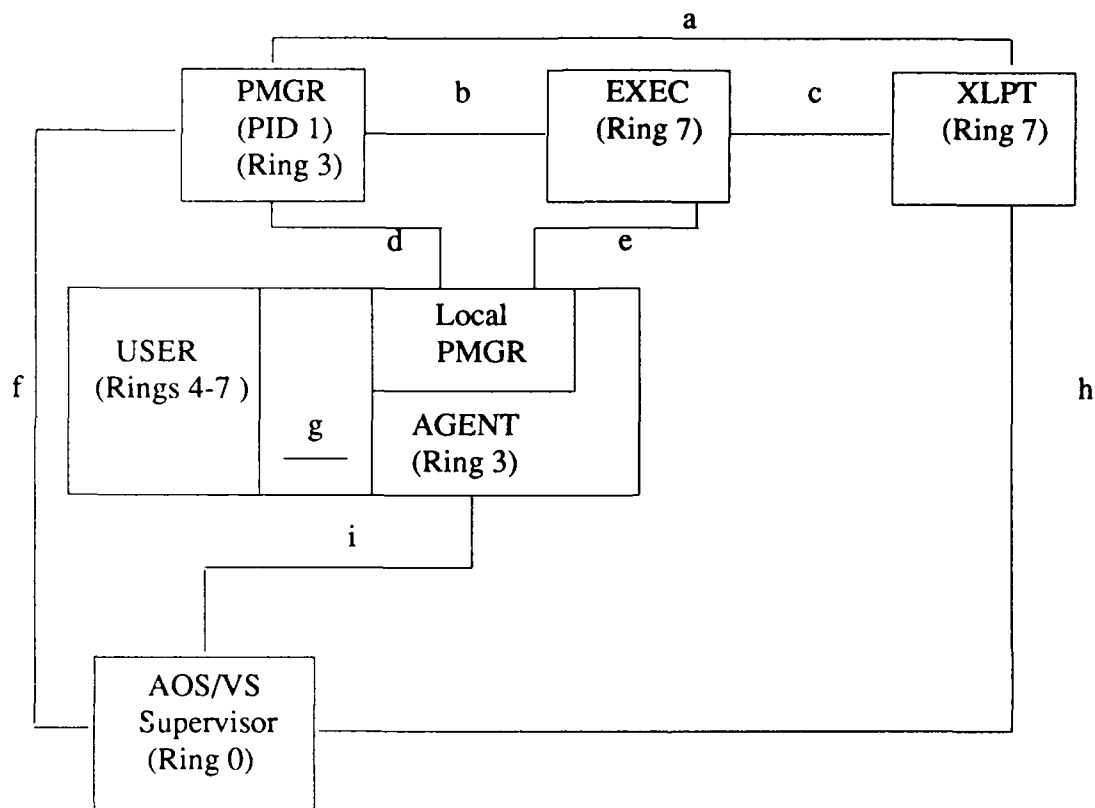 a
PMGR
(PID 1)
(Ring 3)
b
EXEC
(Ring 7)
c
XLPT
(Ring 7)
d
e
f
USER
(Rings 4-7 )
g
Local
PMGR
AGENT
(Ring 3)
h
i
AOS/VS
Supervisor
(Ring 0)